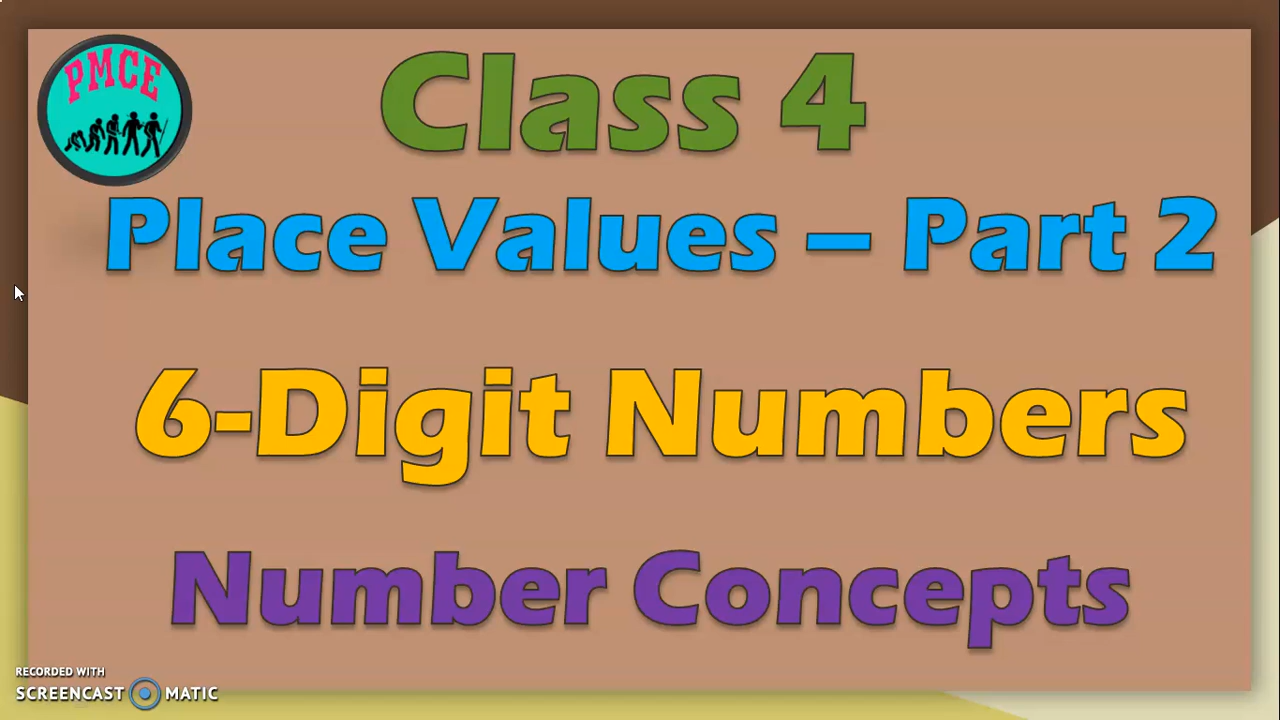 PMCE
Class 4
Place Values – Part 2
6-Digit Numbers
Number Concepts
RECORDED WITH
SCREENCAST MATIC